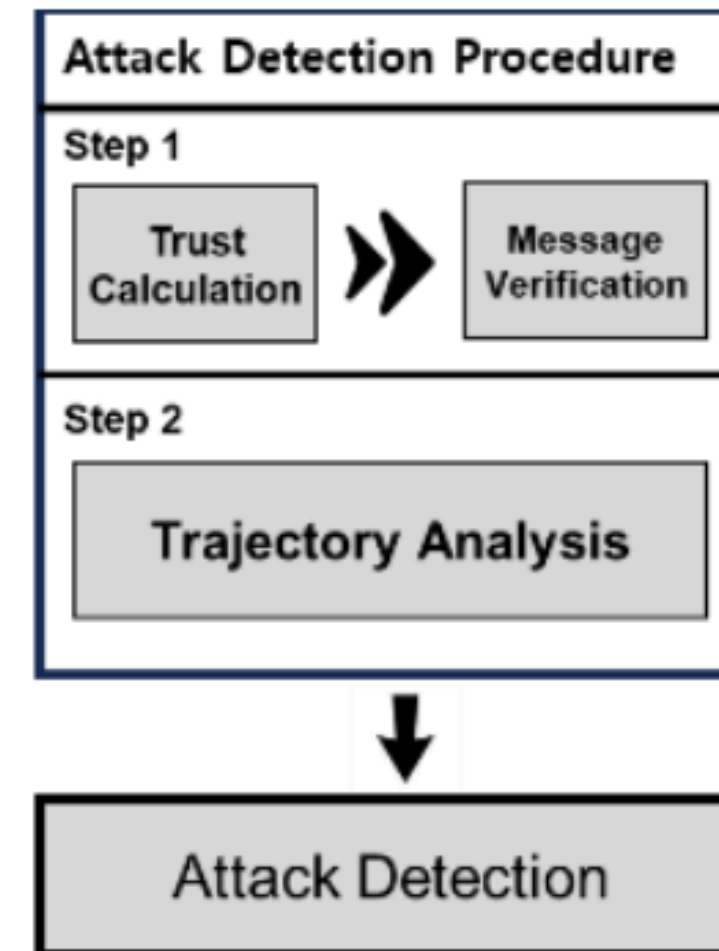 Attack Detection Procedure
Step 1
Trust
Calculation
Message
Verification
Step 2
Trajectory Analysis
Attack Detection